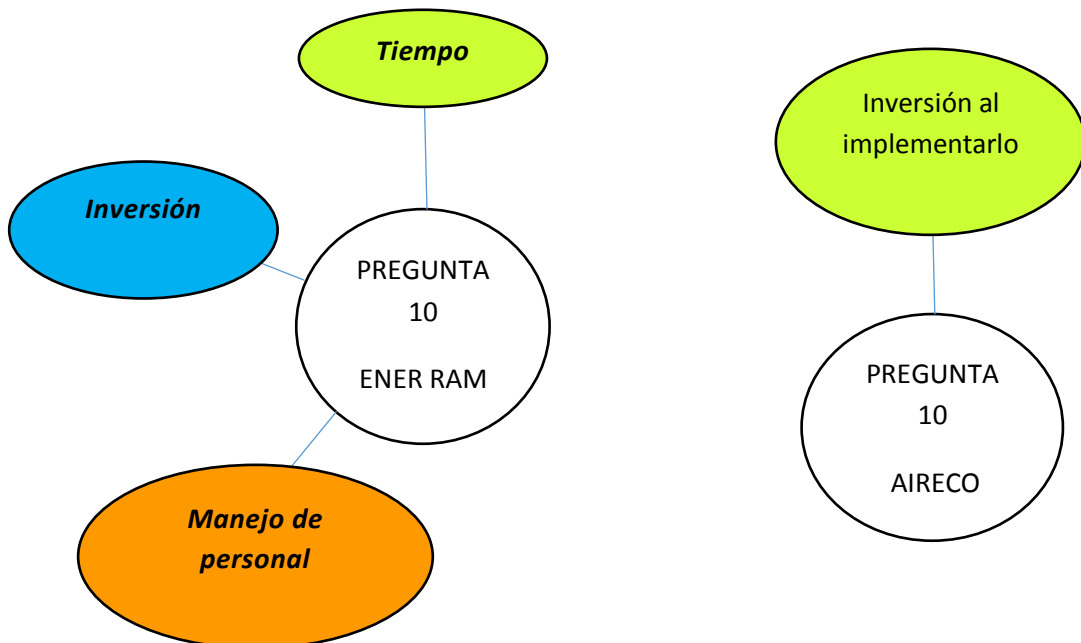 Tiempo
Inversión
PREGUNTA
10
ENER RAM
Manejo de
personal
Inversión al
implementarlo
PREGUNTA
10
AIRECO